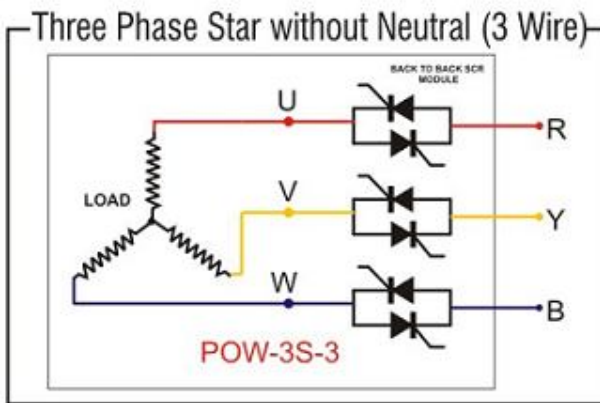 Three Phase Star without Neutral (3 Wire)
BACK TO BACK SCR
MODULE
U
R
LOAD
V
Y
W
B
POW-3S-3